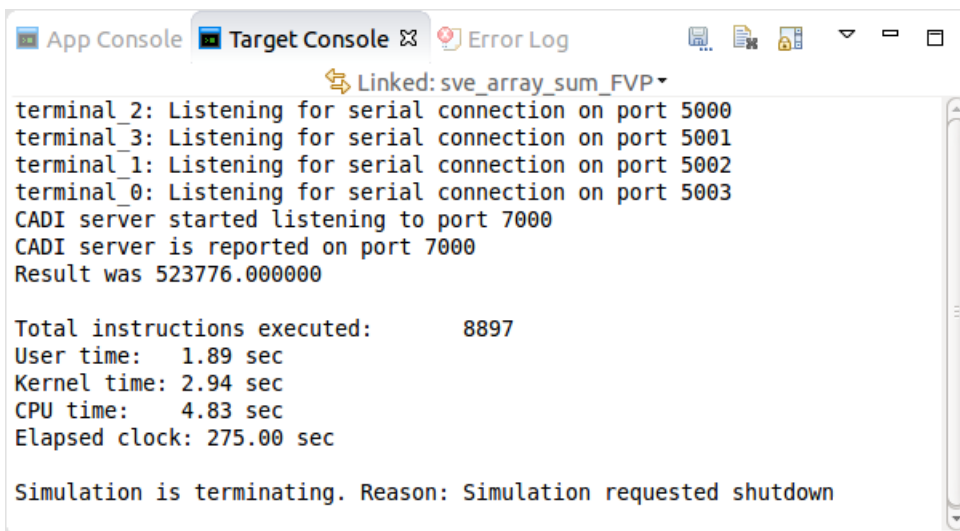 App Console Target Console Error Log
Linked: sve_array_sum_FVP
terminal_2: Listening for serial connection on port 5000
terminal_3: Listening for serial connection on port 5001
terminal_1: Listening for serial connection on port 5002
terminal_0: Listening for serial connection on port 5003
CADI server started listening to port 7000
CADI server is reported on port 7000
Result was 523776.000000
Total instructions executed: 8897
User time: 1.89 sec
Kernel time: 2.94 sec
CPU time: 4.83 sec
Elapsed clock: 275.00 sec
Simulation is terminating. Reason: Simulation requested shutdown